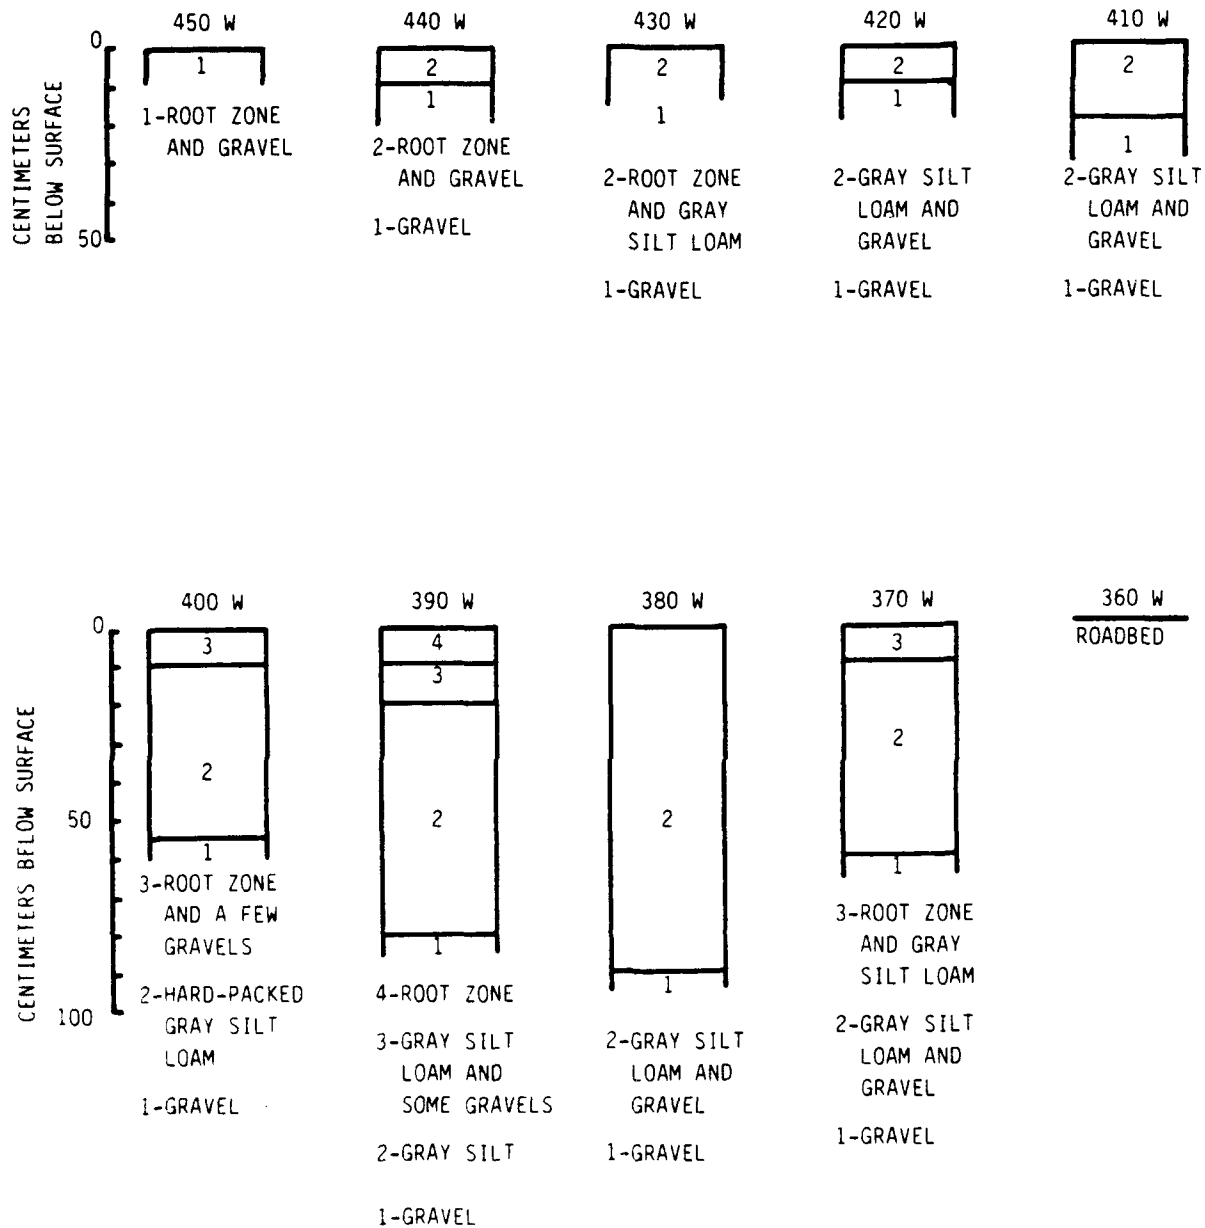 450 W
440 W
430 W
420 W
410 W
CENTIMETERS
BELOW SURFACE
0
50
1
1-ROOT ZONE
AND GRAVEL
2
1
2-ROOT ZONE
AND GRAVEL
1-GRAVEL
2
1
2-ROOT ZONE
AND GRAY
SILT LOAM
1-GRAVEL
2
1
2-GRAY SILT
LOAM AND
GRAVEL
1-GRAVEL
2
1
2-GRAY SILT
LOAM AND
GRAVEL
1-GRAVEL
400 W
390 W
380 W
370 W
360 W
CENTIMETERS BELOW SURFACE
0
50
100
3
2
1
3-ROOT ZONE
AND A FEW
GRAVELS
2-HARD-PACKED
GRAY SILT
LOAM
1-GRAVEL
4
3
2
1
4-ROOT ZONE
3-GRAY SILT
LOAM AND
SOME GRAVELS
2-GRAY SILT
1-GRAVEL
2
1
2-GRAY SILT
LOAM AND
GRAVEL
1-GRAVEL
3
2
1
3-ROOT ZONE
AND GRAY
SILT LOAM
2-GRAY SILT
LOAM AND
GRAVEL
1-GRAVEL
ROADBED